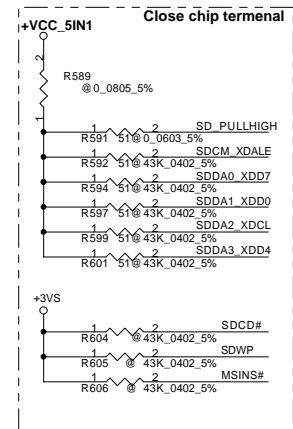 Close chip termenal
+VCC_5IN1
2
R589
@0_0805_5%
1
1 2 SD_PULLHIGH
R591 51@ 0_0603_5%
1 2 SDCM_XDALE
R592 51@ 43K_0402_5%
1 2 SDDA0_XDD7
R594 51@ 43K_0402_5%
1 2 SDDA1_XDD0
R597 51@ 43K_0402_5%
1 2 SDDA2_XDCL
R599 51@ 43K_0402_5%
1 2 SDDA3_XDD4
R601 51@ 43K_0402_5%
+3VS
1 2 SDCD#
R604 @ 43K_0402_5%
1 2 SDWP
R605 @ 43K_0402_5%
1 2 MSINS#
R606 @ 43K_0402_5%